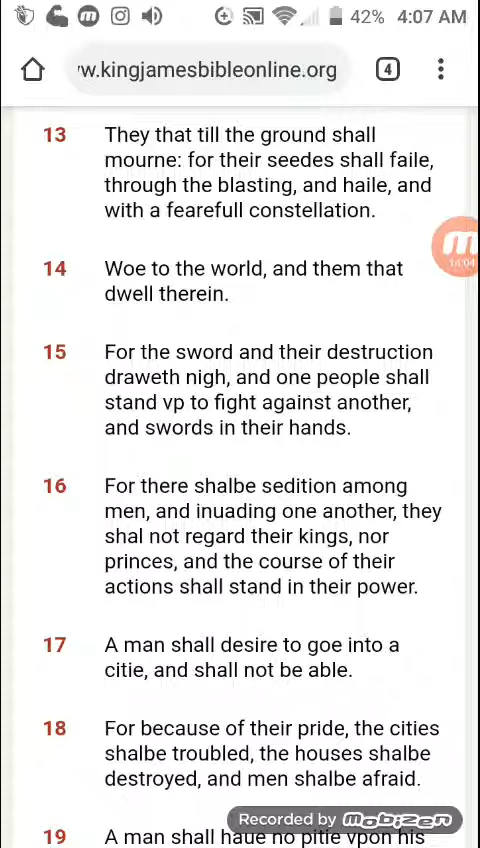 42% 4:07 AM
w.kingjamesbibleonline.org
4
13 They that till the ground shall
mourne: for their seedes shall faile,
through the blasting, and haile, and
with a fearefull constellation.
14:04
14 Woe to the world, and them that
dwell therein.
15 For the sword and their destruction
draweth nigh, and one people shall
stand vp to fight against another,
and swords in their hands.
16 For there shalbe sedition among
men, and inuading one another, they
shal not regard their kings, nor
princes, and the course of their
actions shall stand in their power.
17 A man shall desire to goe into a
citie, and shall not be able.
18 For because of their pride, the cities
shalbe troubled, the houses shalbe
destroyed, and men shalbe afraid.
Recorded by Mobizen
19 A man shall haue no pitie vpon his